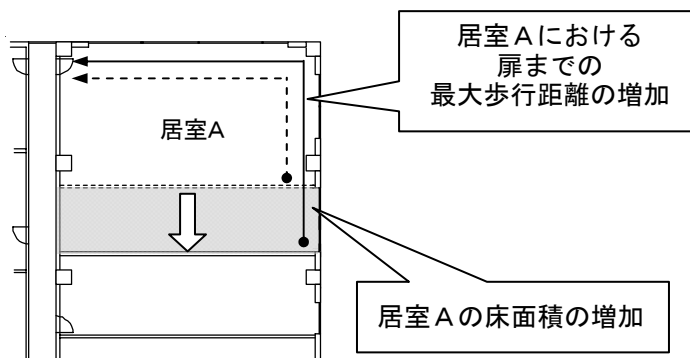 居室Ａにおける
扉までの
最大歩行距離の増加
居室A
居室Ａの床面積の増加